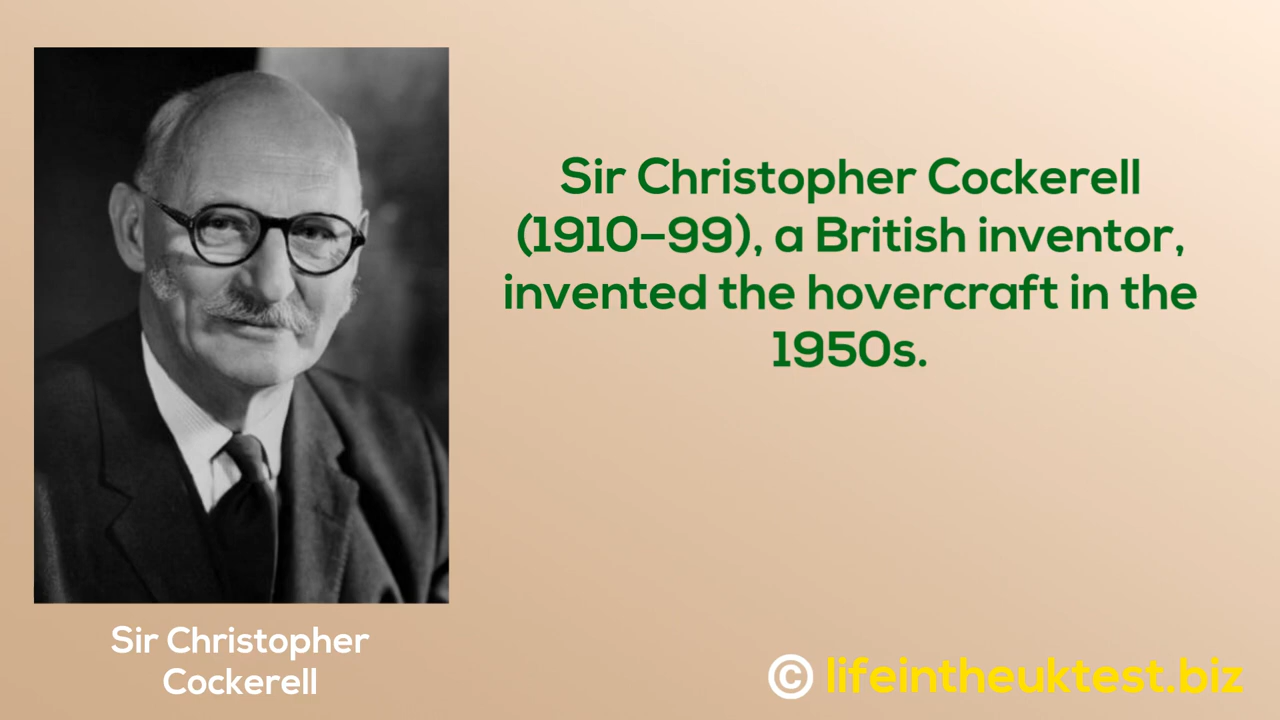 Sir Christopher Cockerell
(1910–99), a British inventor,
invented the hovercraft in the
1950s.
Sir Christopher
Cockerell
© lifeintheuktest.biz